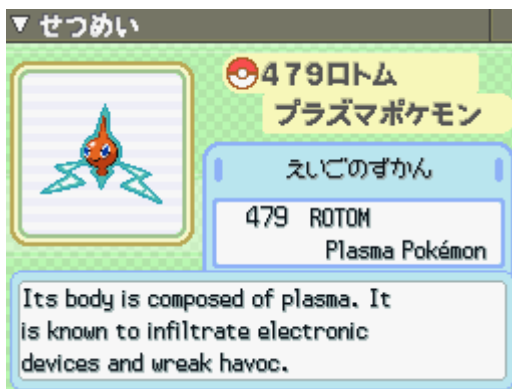 ▼ せつめい
479ロトム
プラズマポケモン
えいごのずかん
479 ROTOM
Plasma Pokémon
Its body is composed of plasma. It
is known to infiltrate electronic
devices and wreak havoc.